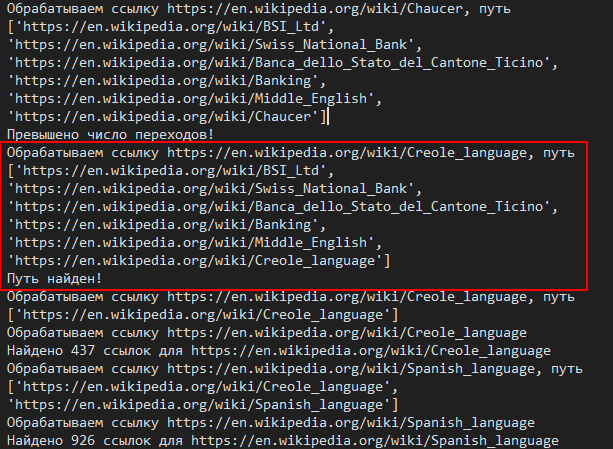 Обрабатываем ссылку https://en.wikipedia.org/wiki/Chaucer, путь
['https://en.wikipedia.org/wiki/BSI_Ltd',
'https://en.wikipedia.org/wiki/Swiss_National_Bank',
'https://en.wikipedia.org/wiki/Banca_dello_Stato_del_Cantone_Ticino',
'https://en.wikipedia.org/wiki/Banking',
'https://en.wikipedia.org/wiki/Middle_English',
'https://en.wikipedia.org/wiki/Chaucer']
Превышено число переходов!
Обрабатываем ссылку https://en.wikipedia.org/wiki/Creole_language, путь
['https://en.wikipedia.org/wiki/BSI_Ltd',
'https://en.wikipedia.org/wiki/Swiss_National_Bank',
'https://en.wikipedia.org/wiki/Banca_dello_Stato_del_Cantone_Ticino',
'https://en.wikipedia.org/wiki/Banking',
'https://en.wikipedia.org/wiki/Middle_English',
'https://en.wikipedia.org/wiki/Creole_language']
Путь найден!
Обрабатываем ссылку https://en.wikipedia.org/wiki/Creole_language, путь
['https://en.wikipedia.org/wiki/Creole_language']
Обрабатываем ссылку https://en.wikipedia.org/wiki/Creole_language
Найдено 437 ссылок для https://en.wikipedia.org/wiki/Creole_language
Обрабатываем ссылку https://en.wikipedia.org/wiki/Spanish_language, путь
['https://en.wikipedia.org/wiki/Creole_language',
'https://en.wikipedia.org/wiki/Spanish_language']
Обрабатываем ссылку https://en.wikipedia.org/wiki/Spanish_language
Найдено 926 ссылок для https://en.wikipedia.org/wiki/Spanish_language